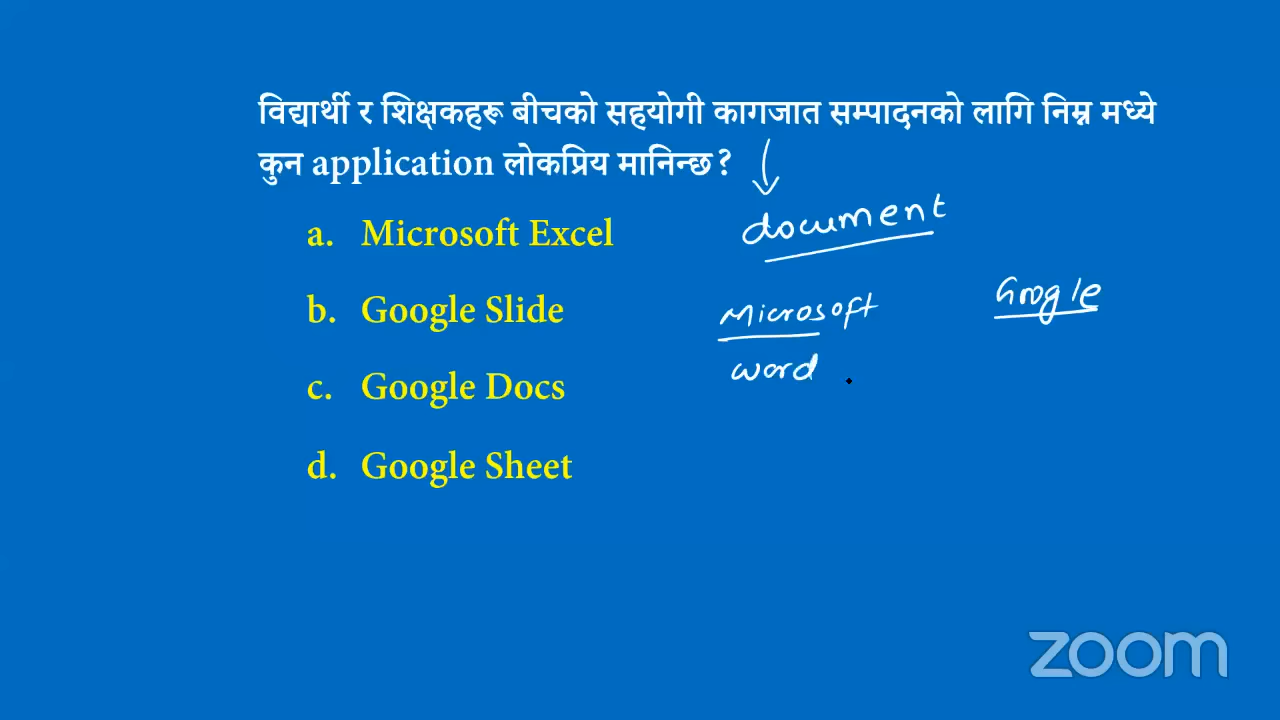 विद्यार्थी र शिक्षकहरू बीचको सहयोगी कागजात सम्पादनको लागि निम्न मध्ये
कुन application लोकप्रिय मानिन्छ?
a. Microsoft Excel
document
b. Google Slide
Microsoft
Google
word
c. Google Docs
d. Google Sheet
zoom